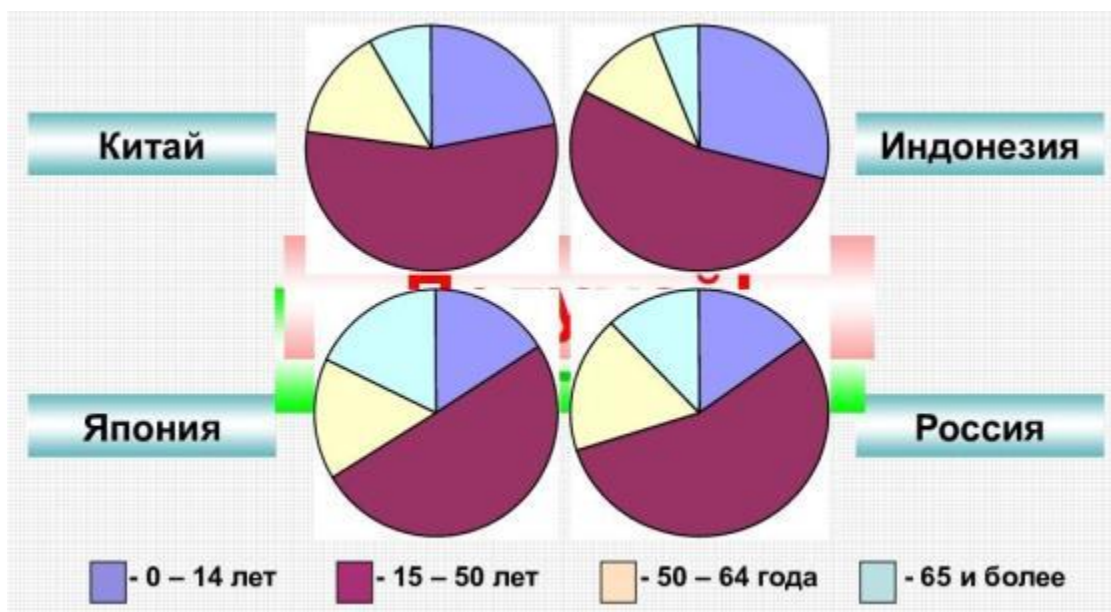 Китай
Индонезия
Япония
Россия
- 0 – 14 лет
- 15 – 50 лет
- 50 – 64 года
- 65 и более